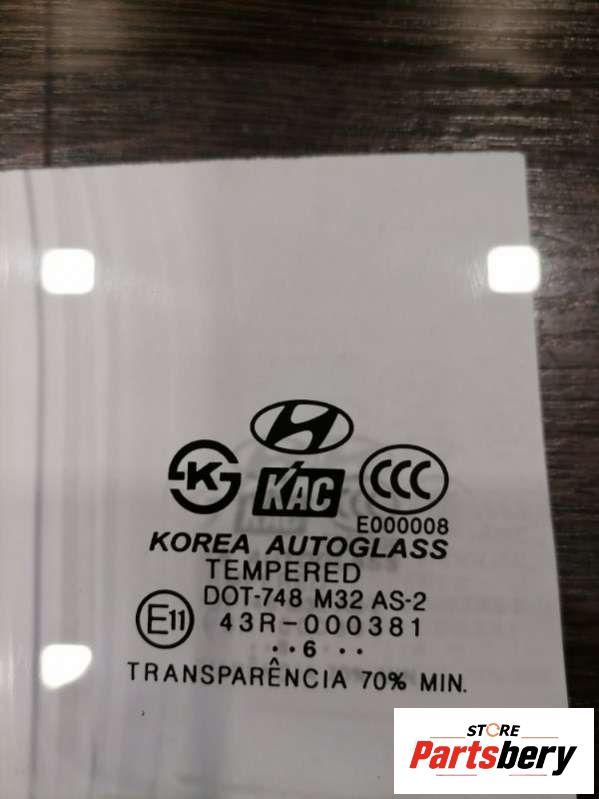 K
KAC
CCC
E000008
KOREA AUTOGLASS
TEMPERED
DOT-748 M32 AS-2
E11
43R-000381
..6 ..
TRANSPARÊNCIA 70% MIN.
STORE
Partsbery